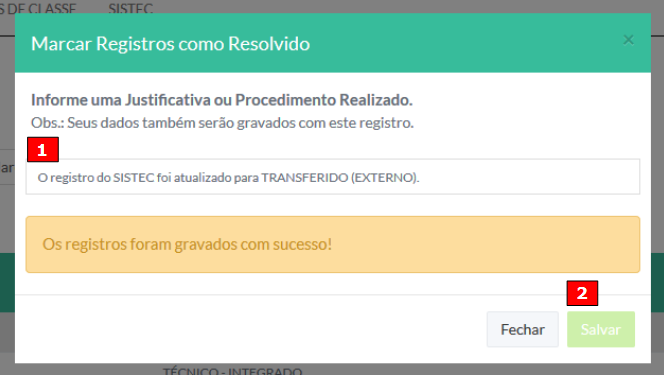 S DE CLASSE SISTEC
Marcar Registros como Resolvido ×
Informe uma Justificativa ou Procedimento Realizado.
Obs.: Seus dados também serão gravados com este registro.
1
ar
O registro do SISTEC foi atualizado para TRANSFERIDO (EXTERNO).
Os registros foram gravados com sucesso!
2
Fechar Salvar
TÉCNICO - INTEGRADO